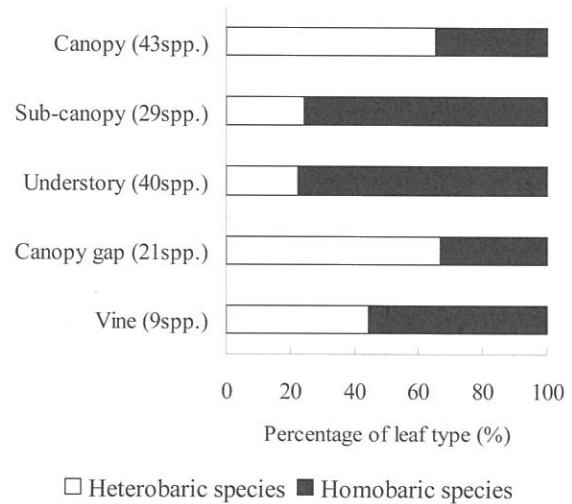 Canopy (43spp.)
Sub-canopy (29spp.)
Understory (40spp.)
Canopy gap (21spp.)
Vine (9spp.)
0 20 40 60 80 100
Percentage of leaf type (%)
Heterobaric species Homobaric species